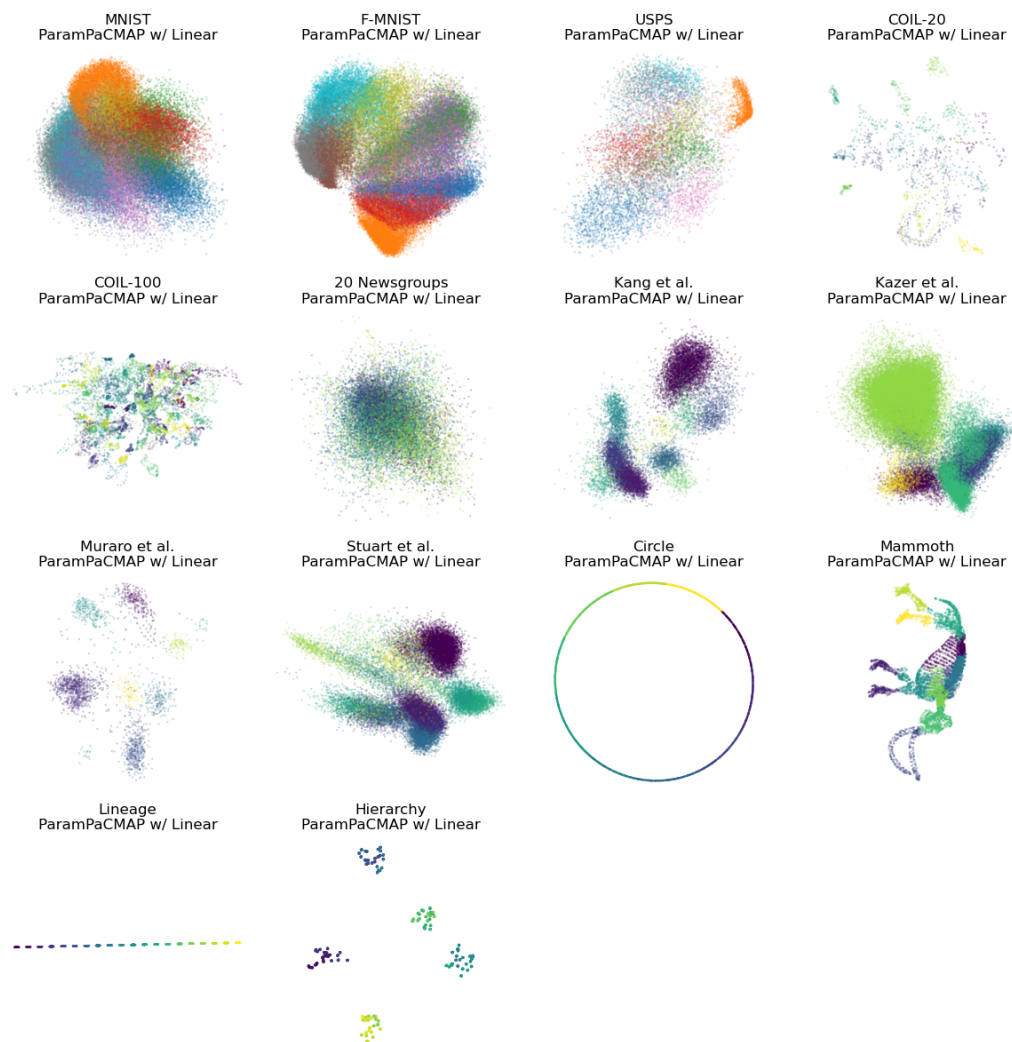 MNIST
ParamPaCMAP w/ Linear
F-MNIST
ParamPaCMAP w/ Linear
USPS
ParamPaCMAP w/ Linear
COIL-20
ParamPaCMAP w/ Linear
COIL-100
ParamPaCMAP w/ Linear
20 Newsgroups
ParamPaCMAP w/ Linear
Kang et al.
ParamPaCMAP w/ Linear
Kazer et al.
ParamPaCMAP w/ Linear
Muraro et al.
ParamPaCMAP w/ Linear
Stuart et al.
ParamPaCMAP w/ Linear
Circle
ParamPaCMAP w/ Linear
Mammoth
ParamPaCMAP w/ Linear
Lineage
ParamPaCMAP w/ Linear
Hierarchy
ParamPaCMAP w/ Linear